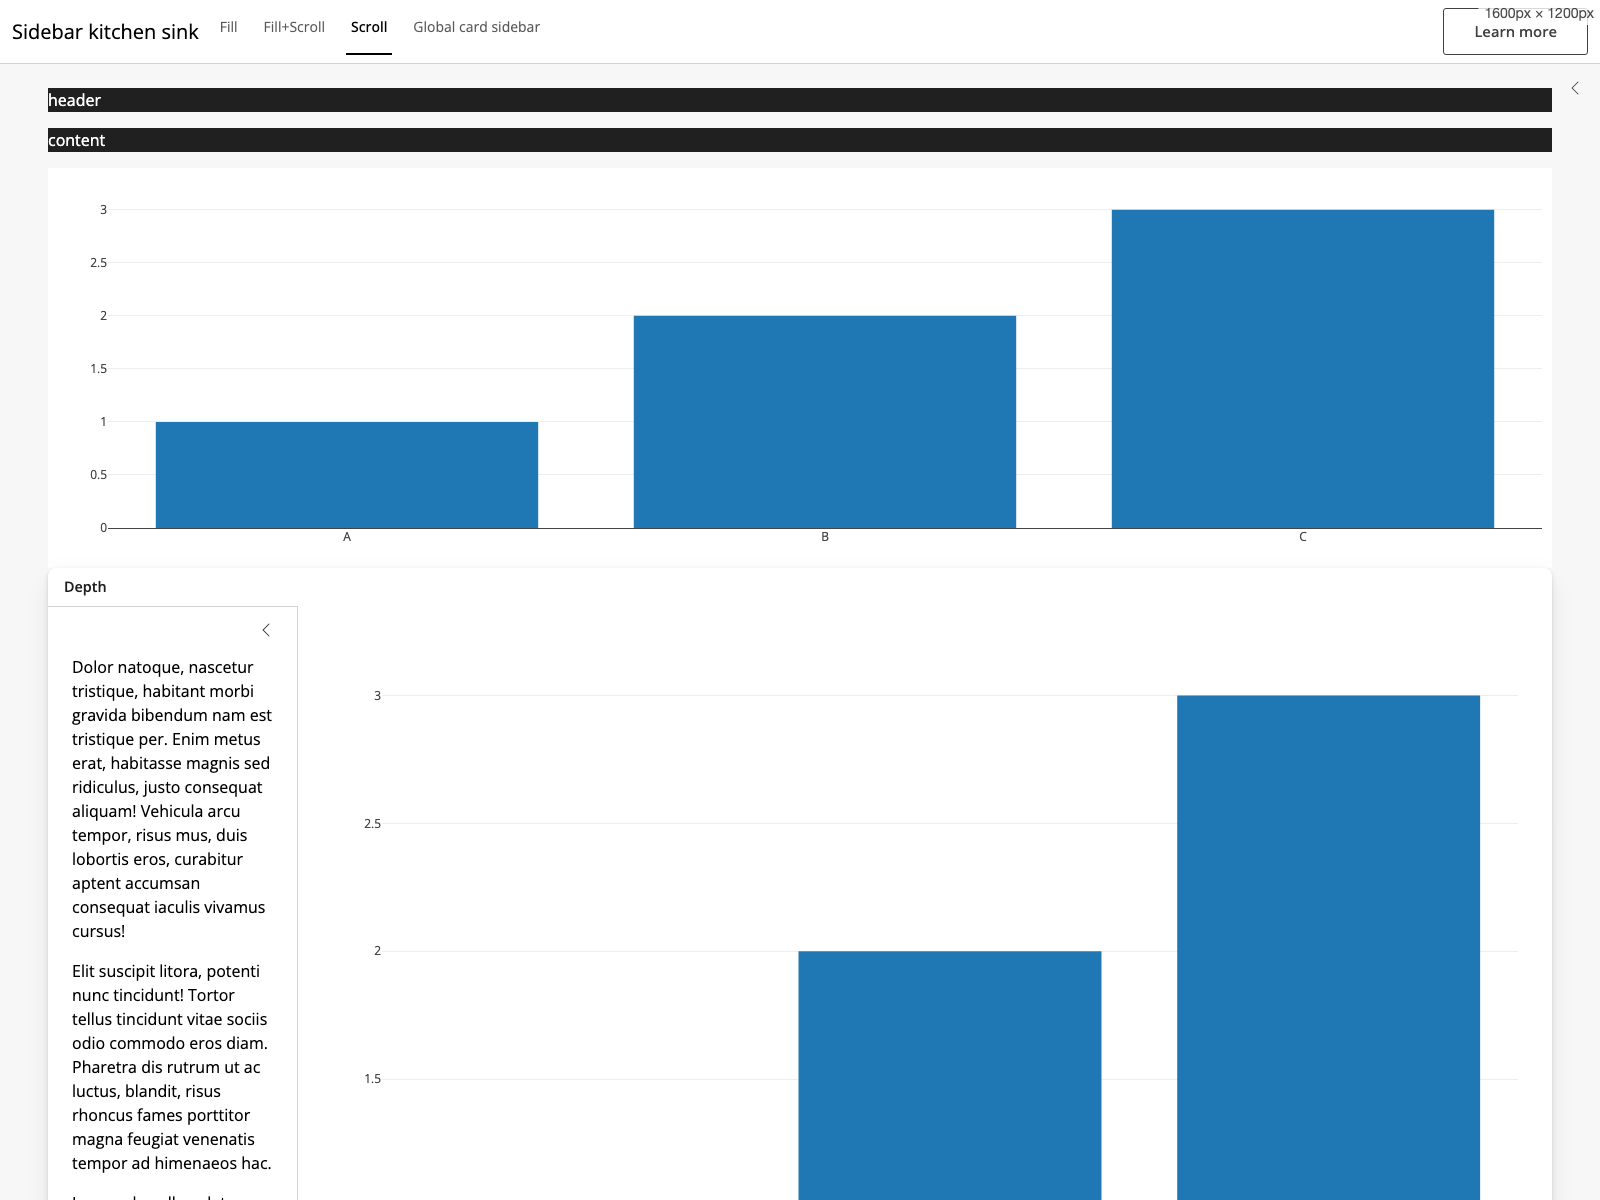 Sidebar kitchen sink
Fill
Fill+Scroll
Scroll
Global card sidebar
1600px × 1200px
Learn more
header
content
3
2.5
2
1.5
1
0.5
0
A
B
C
Depth
Dolor natoque, nascetur
tristique, habitant morbi
gravida bibendum nam est
tristique per. Enim metus
erat, habitasse magnis sed
ridiculus, justo consequat
aliquam! Vehicula arcu
tempor, risus mus, duis
lobortis eros, curabitur
aptent accumsan
consequat iaculis vivamus
cursus!
Elit suscipit litora, potenti
nunc tincidunt! Tortor
tellus tincidunt vitae sociis
odio commodo eros diam.
Pharetra dis rutrum ut ac
luctus, blandit, risus
rhoncus fames porttitor
magna feugiat venenatis
tempor ad himenaeos hac.
3
2.5
2
1.5